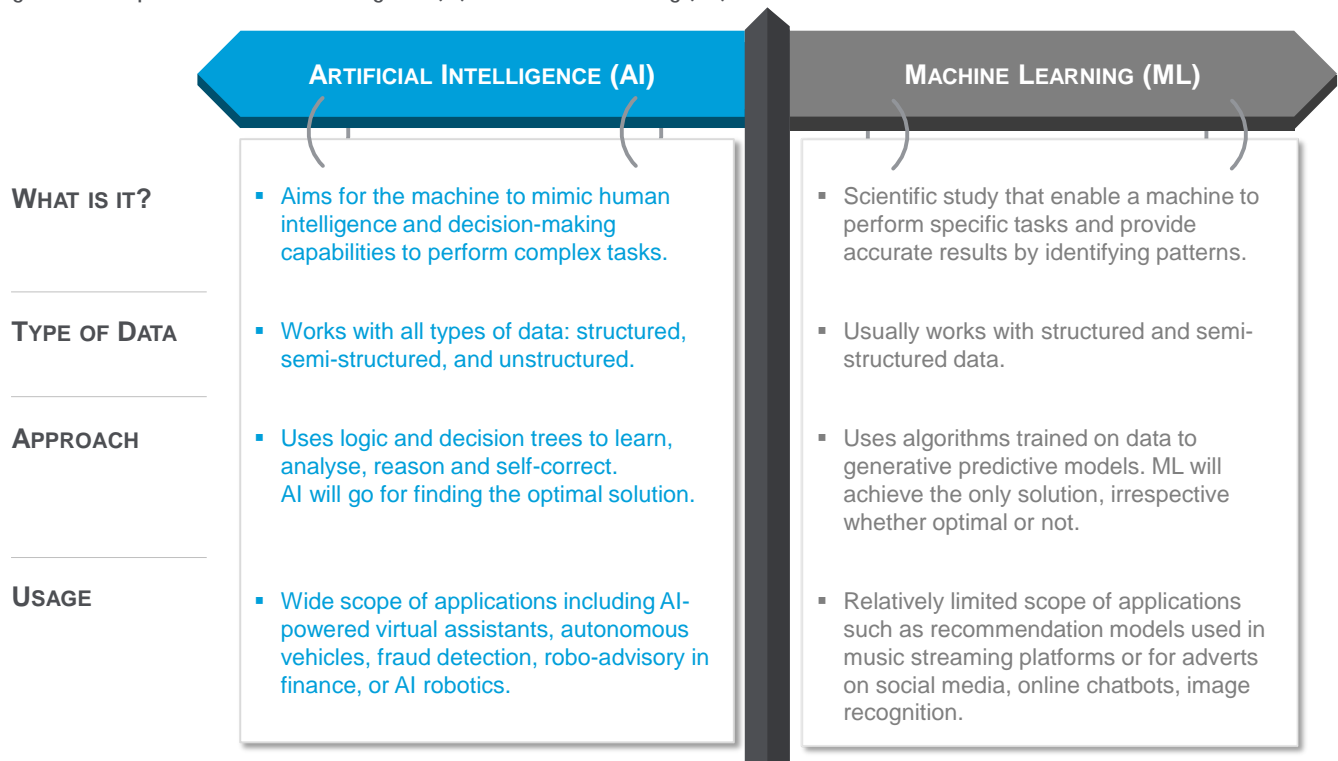 ARTIFICIAL INTELLIGENCE (AI)
MACHINE LEARNING (ML)
WHAT IS IT?
▪ Aims for the machine to mimic human
intelligence and decision-making
capabilities to perform complex tasks.
▪ Scientific study that enable a machine to
perform specific tasks and provide
accurate results by identifying patterns.
TYPE OF DATA
▪ Works with all types of data: structured,
semi-structured, and unstructured.
▪ Usually works with structured and semi-
structured data.
APPROACH
▪ Uses logic and decision trees to learn,
analyse, reason and self-correct.
AI will go for finding the optimal solution.
▪ Uses algorithms trained on data to
generative predictive models. ML will
achieve the only solution, irrespective
whether optimal or not.
USAGE
▪ Wide scope of applications including AI-
powered virtual assistants, autonomous
vehicles, fraud detection, robo-advisory in
finance, or AI robotics.
▪ Relatively limited scope of applications
such as recommendation models used in
music streaming platforms or for adverts
on social media, online chatbots, image
recognition.